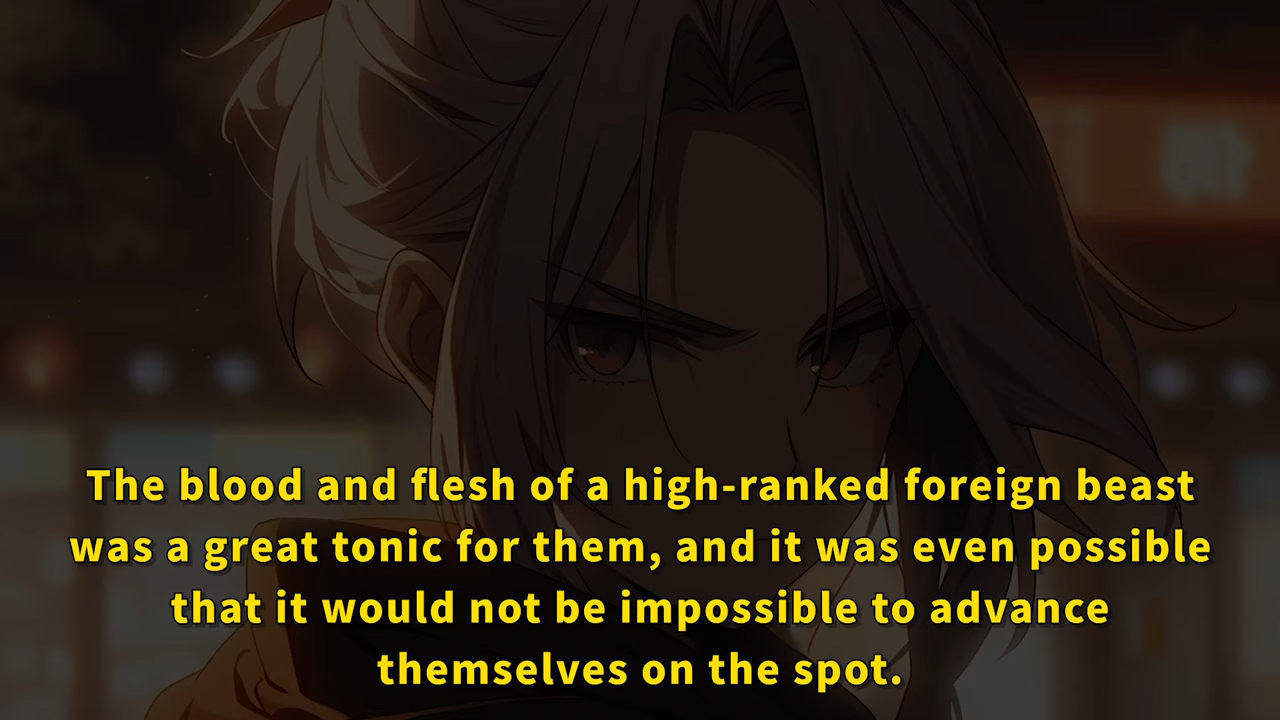 The blood and flesh of a high-ranked foreign beast
was a great tonic for them, and it was even possible
that it would not be impossible to advance
themselves on the spot.